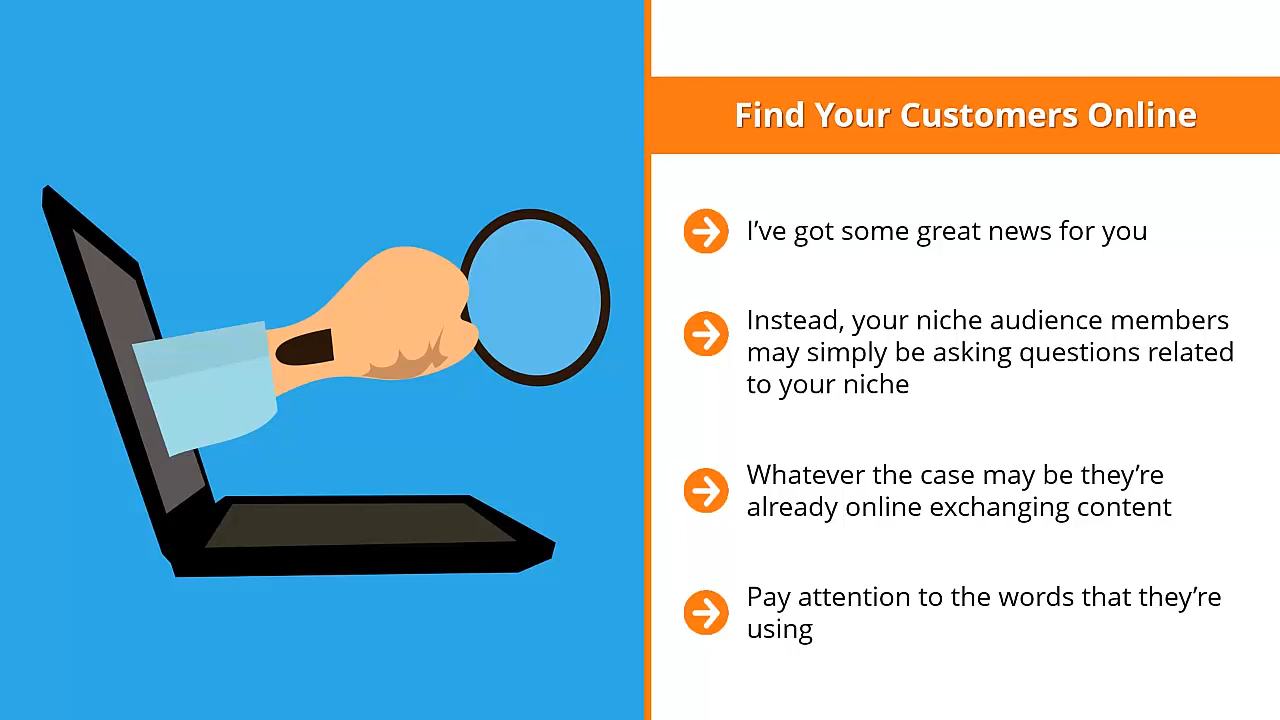 Find Your Customers Online
I’ve got some great news for you
Instead, your niche audience members
may simply be asking questions related
to your niche
Whatever the case may be they’re
already online exchanging content
Pay attention to the words that they’re
using